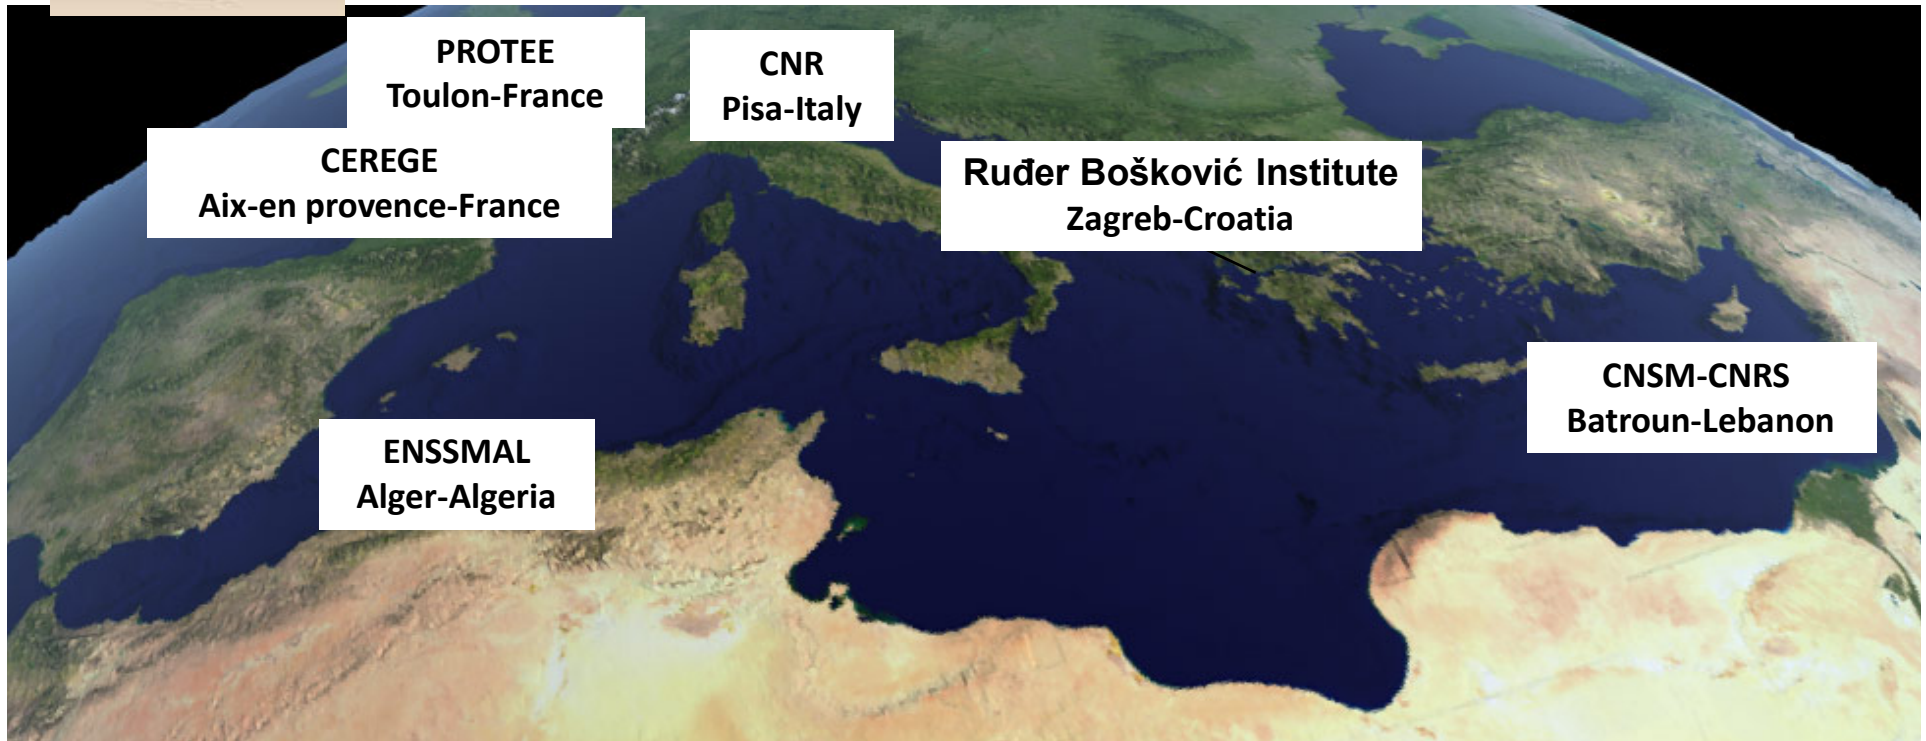 PROTEE
Toulon-France
CNR
Pisa-Italy
CEREGE
Aix-en provence-France
Ruđer Bošković Institute
Zagreb-Croatia
CNSM-CNRS
Batroun-Lebanon
ENSSMAL
Alger-Algeria